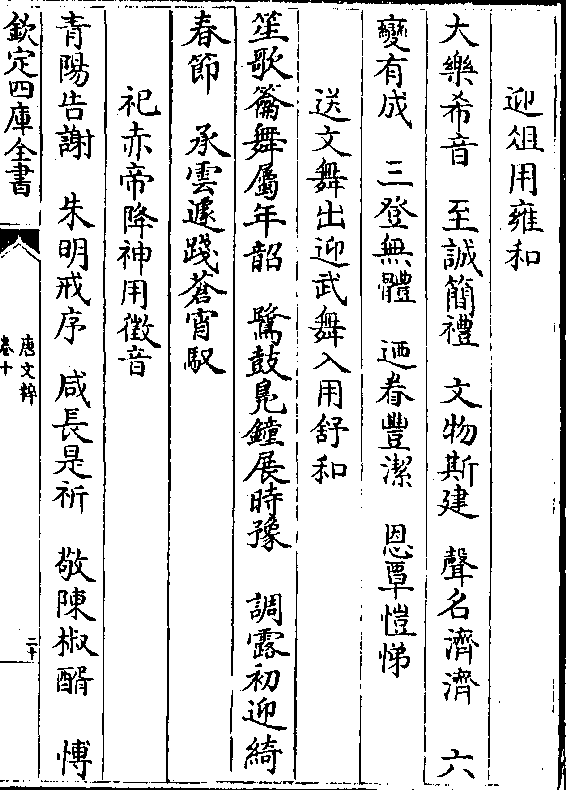 迎俎用雍和
大樂希音 至誠簡禮 文物斯建 聲名濟濟 六
變有成 三登無體 迺眷豐潔 恩覃愷悌
送文舞出迎武舞入用舒和
笙歌籥舞屬年韶 鷺鼓鳧鐘展時豫 調露初迎綺
春節 承雲遽踐蒼宵馭
祀赤帝降神用徵音
青陽告謝 朱明戒序 咸長是祈 敬陳椒醑 愽
欽定四庫全書
唐文粹
卷十
二十